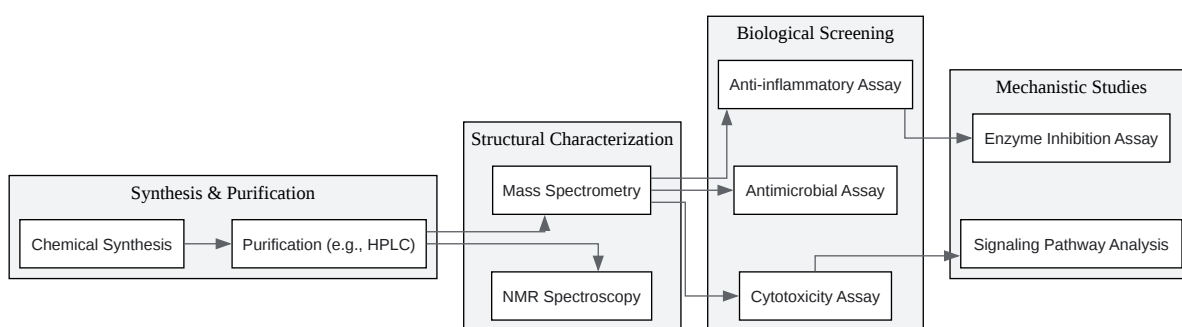 Synthesis & Purification
Chemical Synthesis
Purification (e.g., HPLC)
Structural Characterization
Mass Spectrometry
NMR Spectroscopy
Biological Screening
Anti-inflammatory Assay
Antimicrobial Assay
Cytotoxicity Assay
Mechanistic Studies
Enzyme Inhibition Assay
Signaling Pathway Analysis